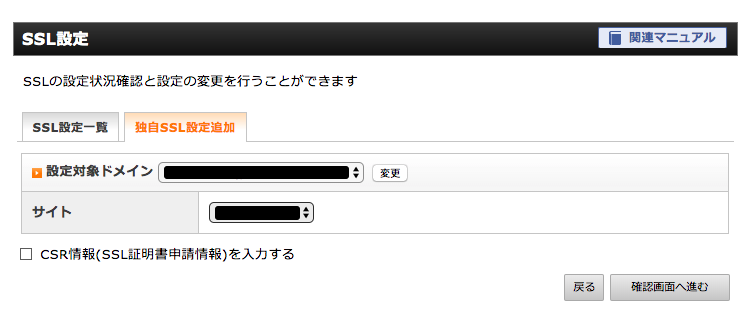 SSL設定
関連マニュアル
SSLの設定状況確認と設定の変更を行うことができます
SSL設定一覧
独自SSL設定追加
設定対象ドメイン
変更
サイト
CSR情報(SSL証明書申請情報)を入力する
戻る
確認画面へ進む